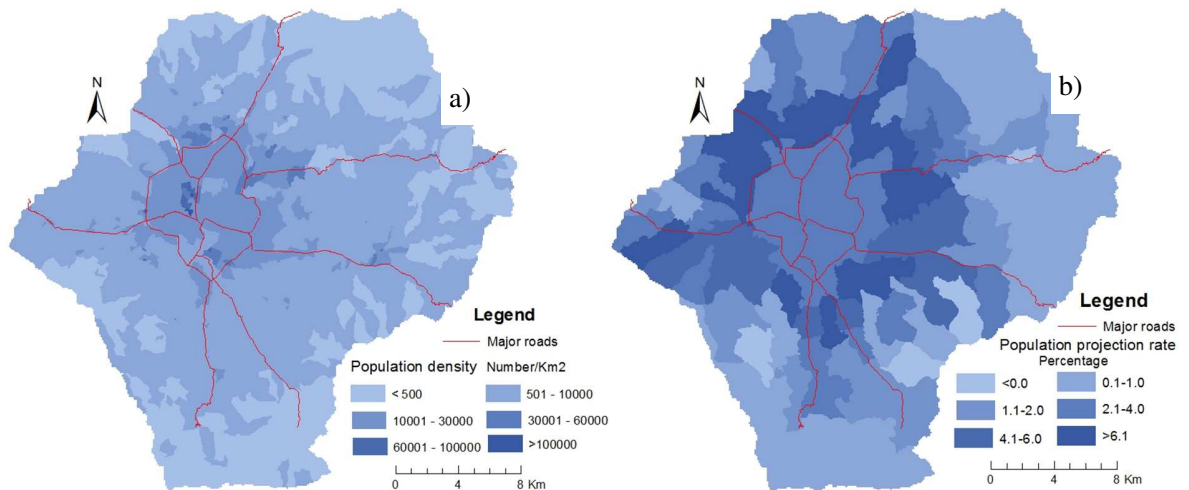 a)
N
Legend
Major roads
Population density Number/Km2
< 500 501 - 10000
10001 - 30000 30001 - 60000
60001 - 100000 >100000
0 4 8 Km
b)
N
Legend
Major roads
Population projection rate
Percentage
<0.0 0.1-1.0
1.1-2.0 2.1-4.0
4.1-6.0 >6.1
0 4 8 Km